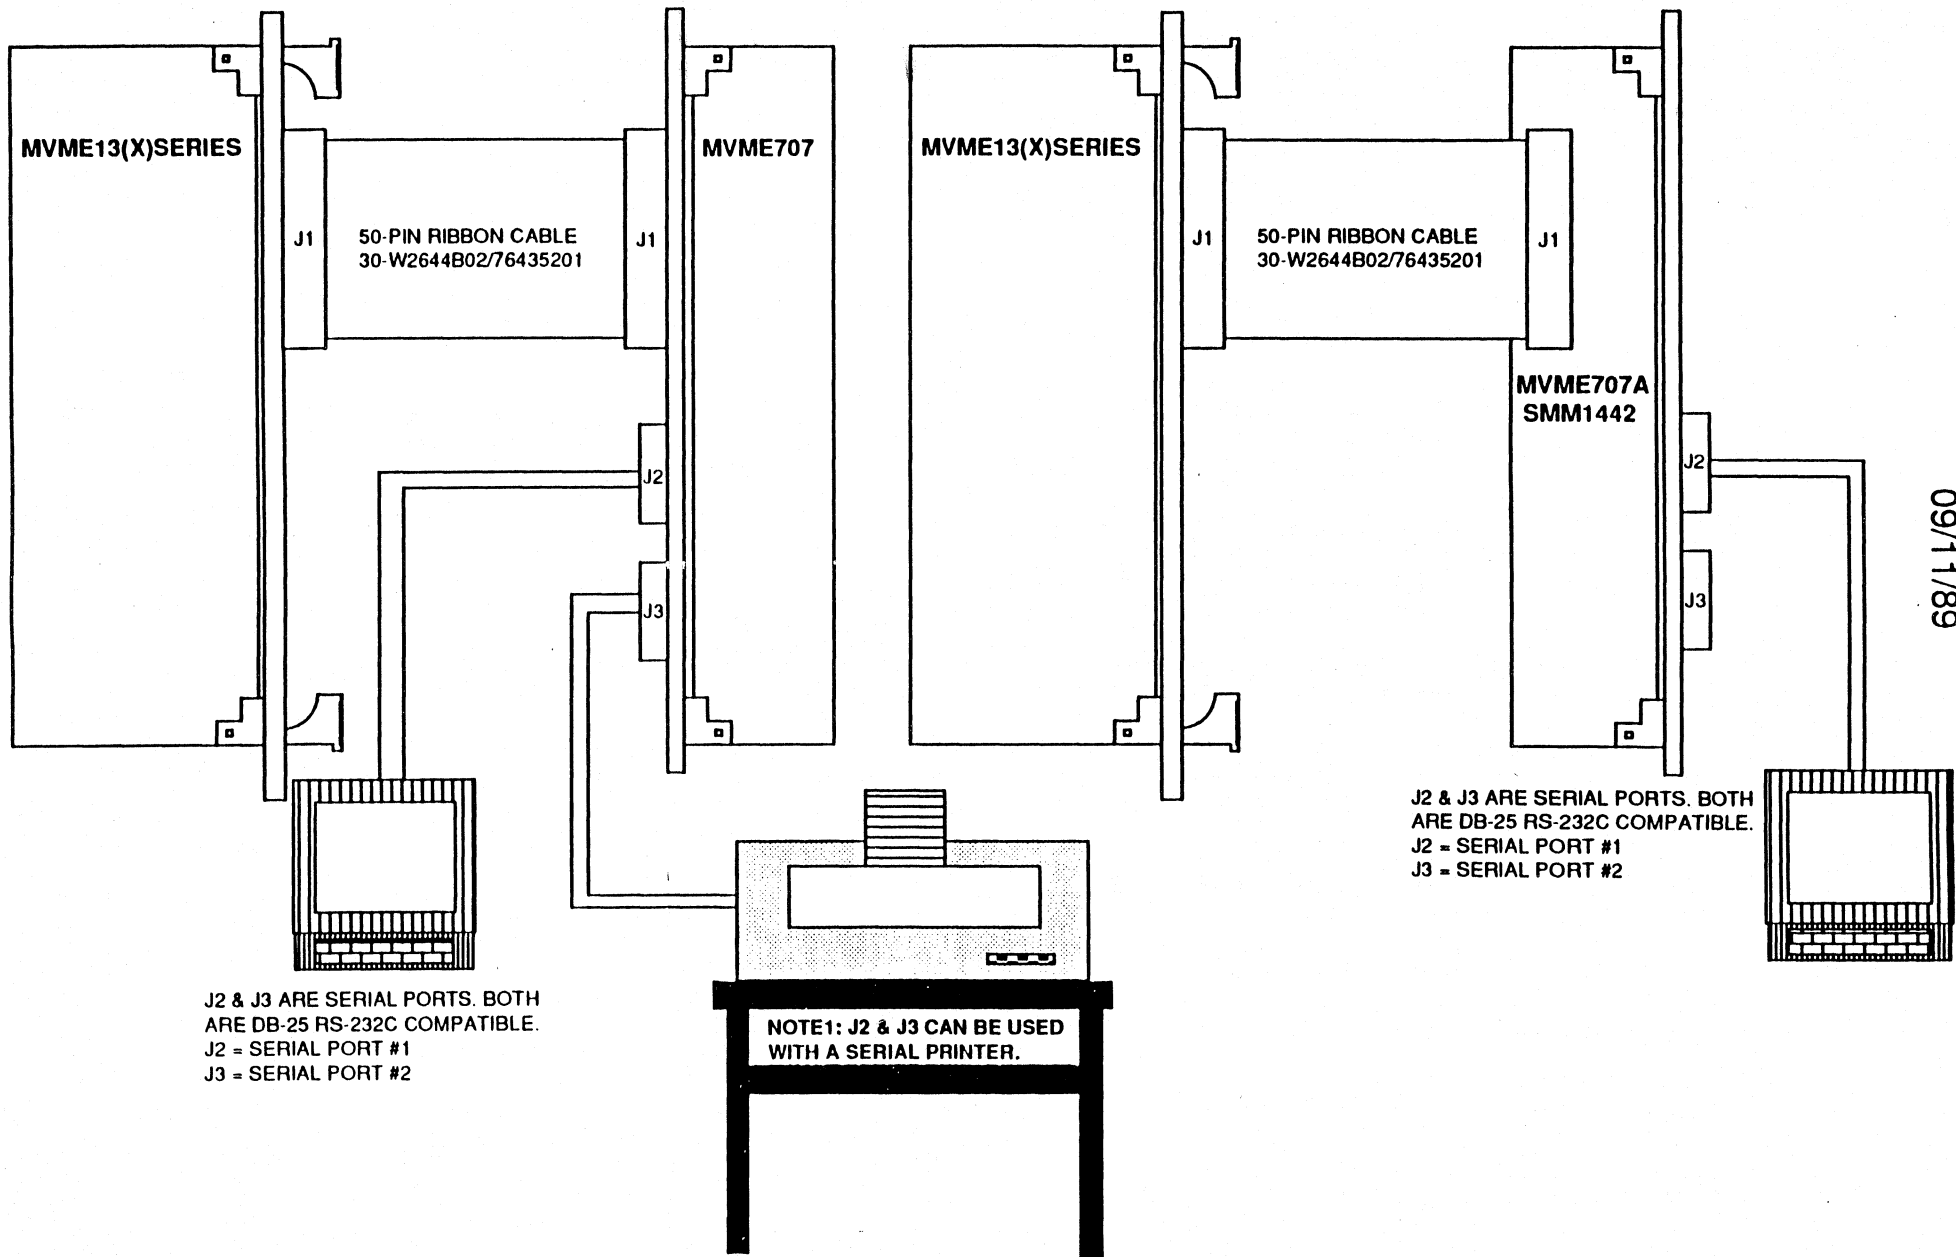 MVME13(X)SERIES
J1
50-PIN RIBBON CABLE
30-W2644B02/76435201
J1
MVME707
J2
J3
MVME13(X)SERIES
J1
50-PIN RIBBON CABLE
30-W2644B02/76435201
J1
MVME707A
SMM1442
J2
J3
09/11/89
J2 & J3 ARE SERIAL PORTS. BOTH
ARE DB-25 RS-232C COMPATIBLE.
J2 = SERIAL PORT #1
J3 = SERIAL PORT #2
NOTE1: J2 & J3 CAN BE USED
WITH A SERIAL PRINTER.
J2 & J3 ARE SERIAL PORTS. BOTH
ARE DB-25 RS-232C COMPATIBLE.
J2 = SERIAL PORT #1
J3 = SERIAL PORT #2